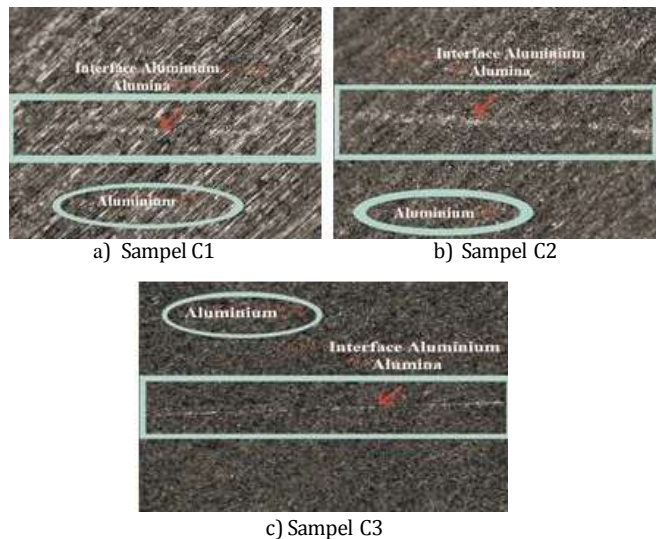 Interface Aluminium
Alumina
Aluminium
a) Sampel C1
Interface Aluminium
Alumina
Aluminium
b) Sampel C2
Aluminium
Interface Aluminium
Alumina
c) Sampel C3